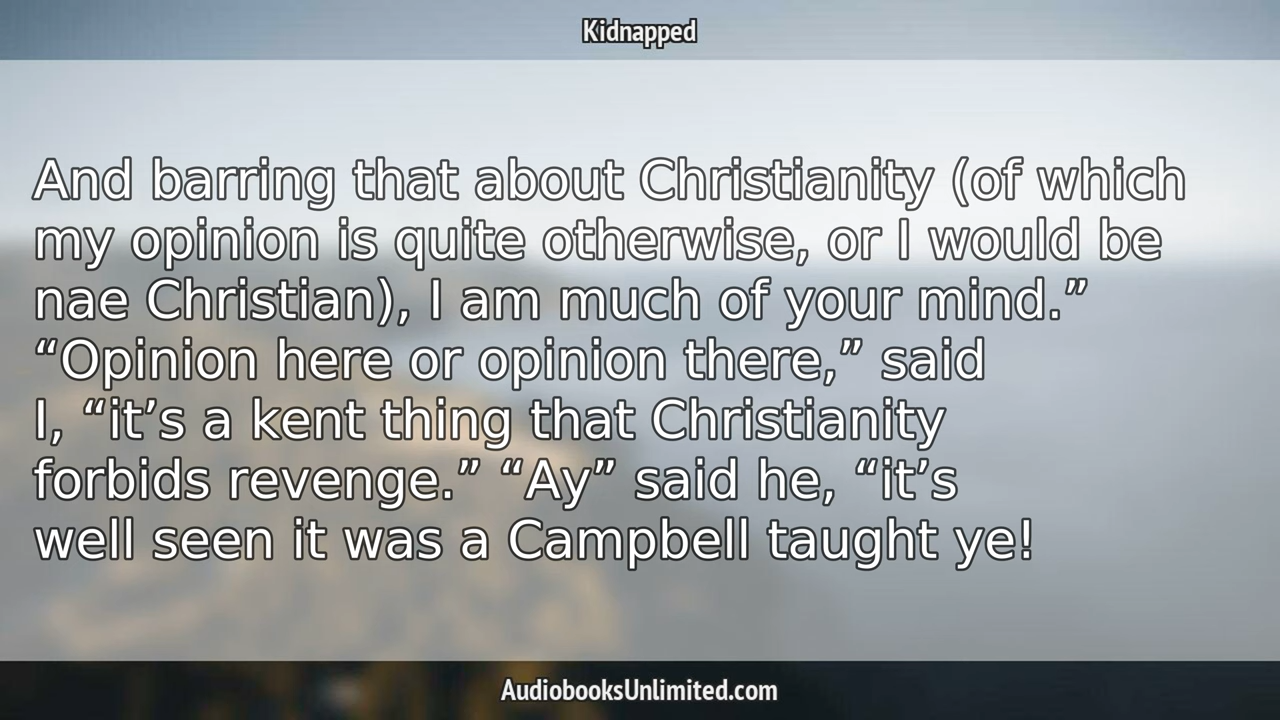 Kidnapped
And barring that about Christianity (of which
my opinion is quite otherwise, or I would be
nae Christian), I am much of your mind.”
“Opinion here or opinion there,” said
I, “it’s a kent thing that Christianity
forbids revenge.” “Ay” said he, “it’s
well seen it was a Campbell taught ye!
AudiobooksUnlimited.com